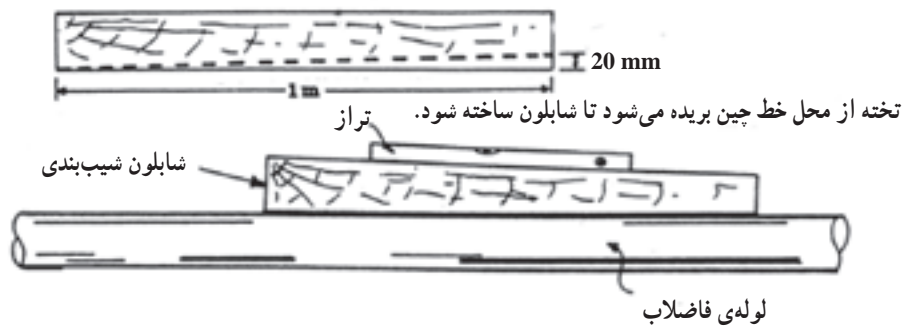 20 mm
1 m
تخته از محل خط چین بریده می‌شود تا شابلون ساخته شود.
تراز
شابلون شیب‌بندی
لوله‌ی فاضلاب